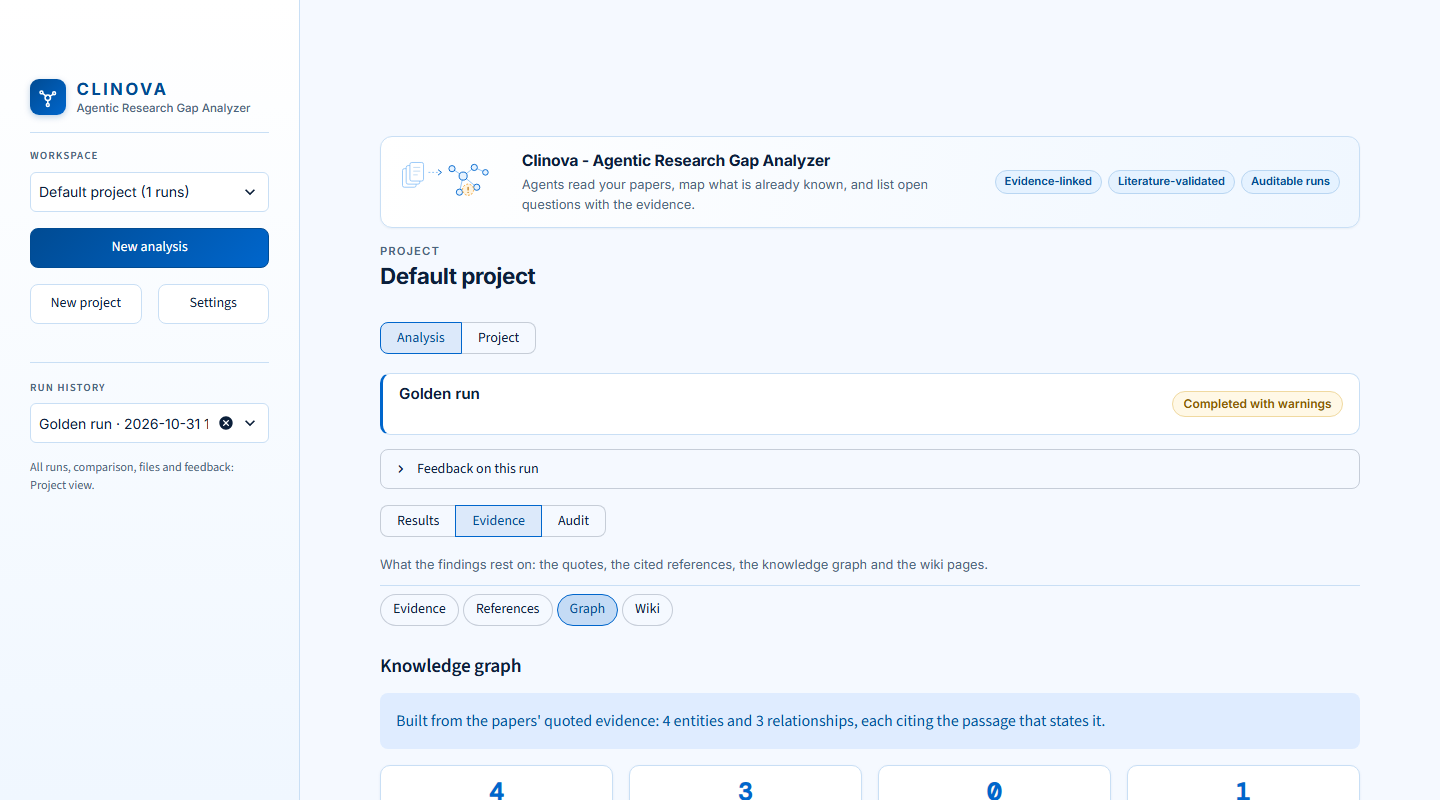 CLINOVA
Agentic Research Gap Analyzer
WORKSPACE
Default project (1 runs)
New analysis
New project
Settings
RUN HISTORY
Golden run · 2026-10-31 1
All runs, comparison, files and feedback:
Project view.
Clinova - Agentic Research Gap Analyzer
Agents read your papers, map what is already known, and list open
questions with the evidence.
Evidence-linked
Literature-validated
Auditable runs
PROJECT
Default project
Analysis
Project
Golden run
Completed with warnings
Feedback on this run
Results
Evidence
Audit
What the findings rest on: the quotes, the cited references, the knowledge graph and the wiki pages.
Evidence
References
Graph
Wiki
Knowledge graph
Built from the papers' quoted evidence: 4 entities and 3 relationships, each citing the passage that states it.
4
3
0
1